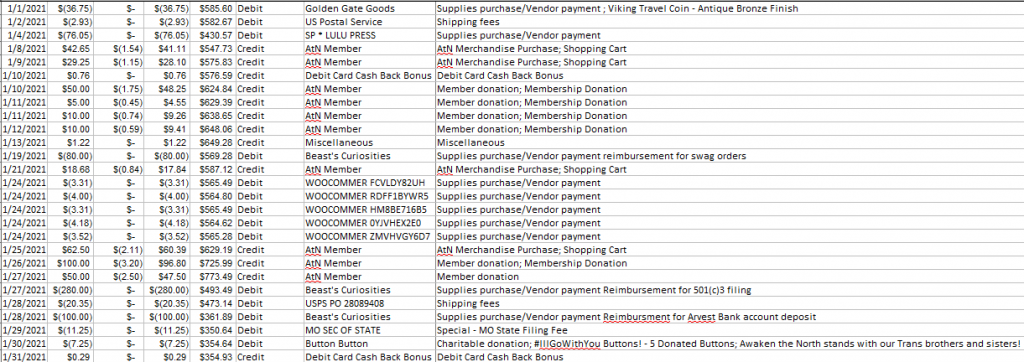 1/1/2021 $(36.75) $- $(36.75) $585.60 Debit Golden Gate Goods Supplies purchase/Vendor payment ; Viking Travel Coin - Antique Bronze Finish
1/2/2021 $(2.93) $- $(2.93) $582.67 Debit US Postal Service Shipping fees
1/4/2021 $(76.05) $- $(76.05) $430.57 Debit SP * LULU PRESS Supplies purchase/Vendor payment
1/8/2021 $42.65 $(1.54) $41.11 $547.73 Credit AtN Member AtN Merchandise Purchase; Shopping Cart
1/9/2021 $29.25 $(1.15) $28.10 $575.83 Credit AtN Member AtN Merchandise Purchase; Shopping Cart
1/10/2021 $0.76 $- $0.76 $576.59 Credit Debit Card Cash Back Bonus Debit Card Cash Back Bonus
1/10/2021 $50.00 $(1.75) $48.25 $624.84 Credit AtN Member Member donation; Membership Donation
1/11/2021 $5.00 $(0.45) $4.55 $629.39 Credit AtN Member Member donation; Membership Donation
1/11/2021 $10.00 $(0.74) $9.26 $638.65 Credit AtN Member Member donation; Membership Donation
1/12/2021 $10.00 $(0.59) $9.41 $648.06 Credit AtN Member Member donation; Membership Donation
1/13/2021 $1.22 $- $1.22 $649.28 Credit Miscellaneous Miscellaneous
1/19/2021 $(80.00) $- $(80.00) $569.28 Debit Beast's Curiosities Supplies purchase/Vendor payment reimbursement for swag orders
1/21/2021 $18.68 $(0.84) $17.84 $587.12 Credit AtN Member AtN Merchandise Purchase; Shopping Cart
1/24/2021 $(3.31) $- $(3.31) $565.49 Debit WOOCOMMER FCVLDY82UH Supplies purchase/Vendor payment
1/24/2021 $(4.00) $- $(4.00) $564.80 Debit WOOCOMMER RDFF1BYWR5 Supplies purchase/Vendor payment
1/24/2021 $(3.31) $- $(3.31) $565.49 Debit WOOCOMMER HM8BE716B5 Supplies purchase/Vendor payment
1/24/2021 $(4.18) $- $(4.18) $564.62 Debit WOOCOMMER 0YJVHEX2E0 Supplies purchase/Vendor payment
1/24/2021 $(3.52) $- $(3.52) $565.28 Debit WOOCOMMER ZMVHVGY6D7 Supplies purchase/Vendor payment
1/25/2021 $62.50 $(2.11) $60.39 $629.19 Credit AtN Member AtN Merchandise Purchase; Shopping Cart
1/26/2021 $100.00 $(3.20) $96.80 $725.99 Credit AtN Member Member donation; Membership Donation
1/27/2021 $50.00 $(2.50) $47.50 $773.49 Credit AtN Member Member donation
1/27/2021 $(280.00) $- $(280.00) $493.49 Debit Beast's Curiosities Supplies purchase/Vendor payment Reimbursement for 501(c)3 filing
1/28/2021 $(20.35) $- $(20.35) $473.14 Debit USPS PO 28089408 Shipping fees
1/28/2021 $(100.00) $- $(100.00) $361.89 Debit Beast's Curiosities Supplies purchase/Vendor payment Reimbursment for Arvest Bank account deposit
1/29/2021 $(11.25) $- $(11.25) $350.64 Debit MO SEC OF STATE Special - MO State Filing Fee
1/30/2021 $(7.25) $- $(7.25) $354.64 Debit Button Button Charitable donation; #IllGoWithYou Buttons! - 5 Donated Buttons; Awaken the North stands with our Trans brothers and sisters!
1/31/2021 $0.29 $- $0.29 $354.93 Credit Debit Card Cash Back Bonus Debit Card Cash Back Bonus